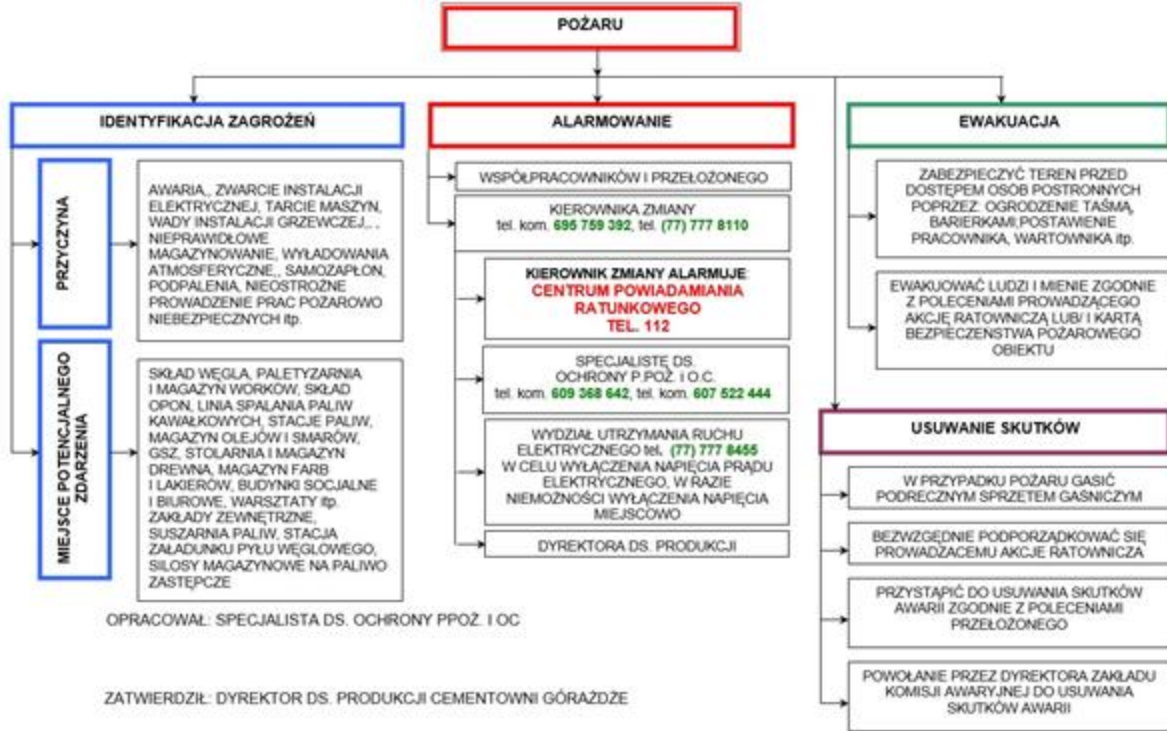 POŻARU
IDENTYFIKACJA ZAGROŻEŃ
PRZYCZYNA
AWARIA,, ZWARCIE INSTALACJI
ELEKTRYCZNEJ, TARCIE MASZYN,
WADY INSTALACJI GRZEWCZEJ,, ,
NIEPRAWIDŁOWE
MAGAZYNOWANIE, WYŁADOWANIA
ATMOSFERYCZNE,, SAMOZAPŁON,
PODPALENIA, NIEOSTROŻNE
PROWADZENIE PRAC POŻAROWO
NIEBEZPIECZNYCH itp.
MIEJSCE POTENCJALNEGO
ZDARZENIA
SKŁAD WĘGLA, PALETYZARNIA
I MAGAZYN WORKÓW, SKŁAD
OPON, LINIA SPALANIA PALIW
KAWAŁKOWYCH, STACJE PALIW,
MAGAZYN OLEJÓW I SMARÓW,
GSZ, STOLARNIA I MAGAZYN
DREWNA, MAGAZYN FARB
I LAKIERÓW, BUDYNKI SOCJALNE
I BIUROWE, WARSZTATY itp.
ZAKŁADY ZEWNĘTRZNE,
SUSZARNIA PALIW, STACJA
ZAŁADUNKU PYŁU WĘGLOWEGO,
SILOSY MAGAZYNOWE NA PALIWO
ZASTĘPCZE
ALARMOWANIE
WSPÓŁPRACOWNIKÓW I PRZEŁOŻONEGO
KIEROWNIKA ZMIANY
tel. kom. 695 759 392, tel. (77) 777 8110
KIEROWNIK ZMIANY ALARMUJE
CENTRUM POWIADAMIANIA
RATUNKOWEGO
TEL. 112
SPECJALISTĘ DS.
OCHRONY P.POŻ. i O.C.
tel. kom. 609 368 642, tel. kom. 607 522 444
WYDZIAŁ UTRZYMANIA RUCHU
ELEKTRYCZNEGO tel. (77) 777 8455
W CELU WYŁĄCZENIA NAPIĘCIA PRĄDU
ELEKTRYCZNEGO, W RAZIE
NIEMOŻNOŚCI WYŁĄCZENIA NAPIĘCIA
MIEJSCOWO
DYREKTORA DS. PRODUKCJI
EWAKUACJA
ZABEZPIECZYĆ TEREN PRZED
DOSTĘPEM OSÓB POSTRONNYCH
POPRZEZ: OGRODZENIE TAŚMĄ,
BARIERKAMI,POSTAWIENIE
PRACOWNIKA, WARTOWNIKA itp.
EWAKUOWAĆ LUDZI I MIENIE ZGODNIE
Z POLECENIAMI PROWADZĄCEGO
AKCJĘ RATOWNICZĄ LUB/ I KARTĄ
BEZPIECZEŃSTWA POŻAROWEGO
OBIEKTU
USUWANIE SKUTKÓW
W PRZYPADKU POŻARU GASIĆ
PODRECZNYM SPRZETEM GAŚNICZYM
BEZWZGĘDNIE PODPORZĄDKOWAĆ SIĘ
PROWADZACEMU AKCJE RATOWNICZA
PRZYSTĄPIĆ DO USUWANIA SKUTKÓW
AWARII ZGODNIE Z POLECENIAMI
PRZEŁOŻONEGO
POWOŁANIE PRZEZ DYREKTORA ZAKŁADU
KOMISJI AWARYJNEJ DO USUWANIA
SKUTKÓW AWARII
OPRACOWAŁ: SPECJALISTA DS. OCHRONY PPOŻ. I OC
ZATWIERDZIŁ: DYREKTOR DS. PRODUKCJI CEMENTOWNI GÓRAŻDŻE